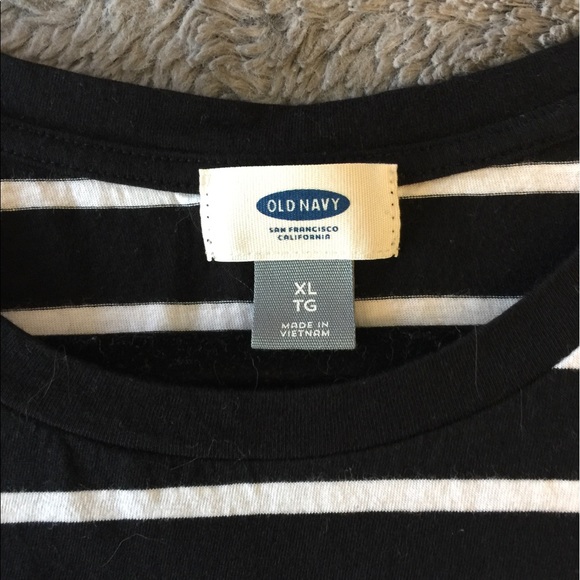 OLD NAVY
SAN FRANCISCO
CALIFORNIA
XL
TG
MADE IN
VIETNAM